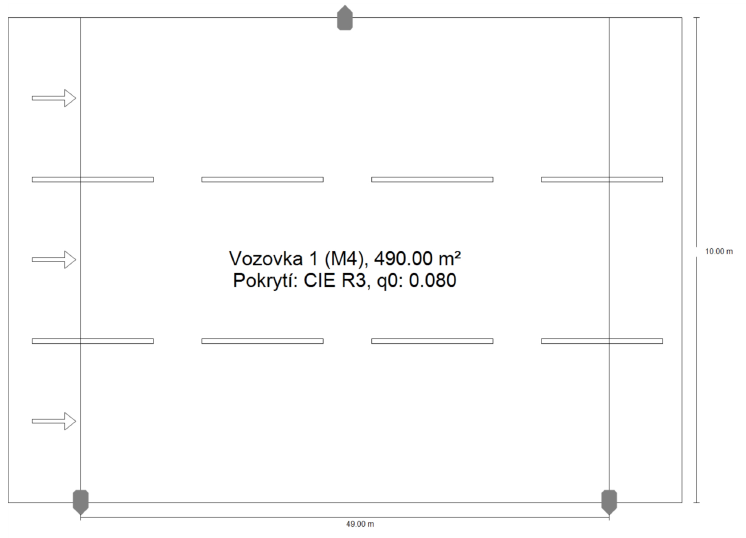 Vozovka 1 (M4), 490.00 m²
Pokrytí: CIE R3, q0: 0.080
10.00 m
49.00 m